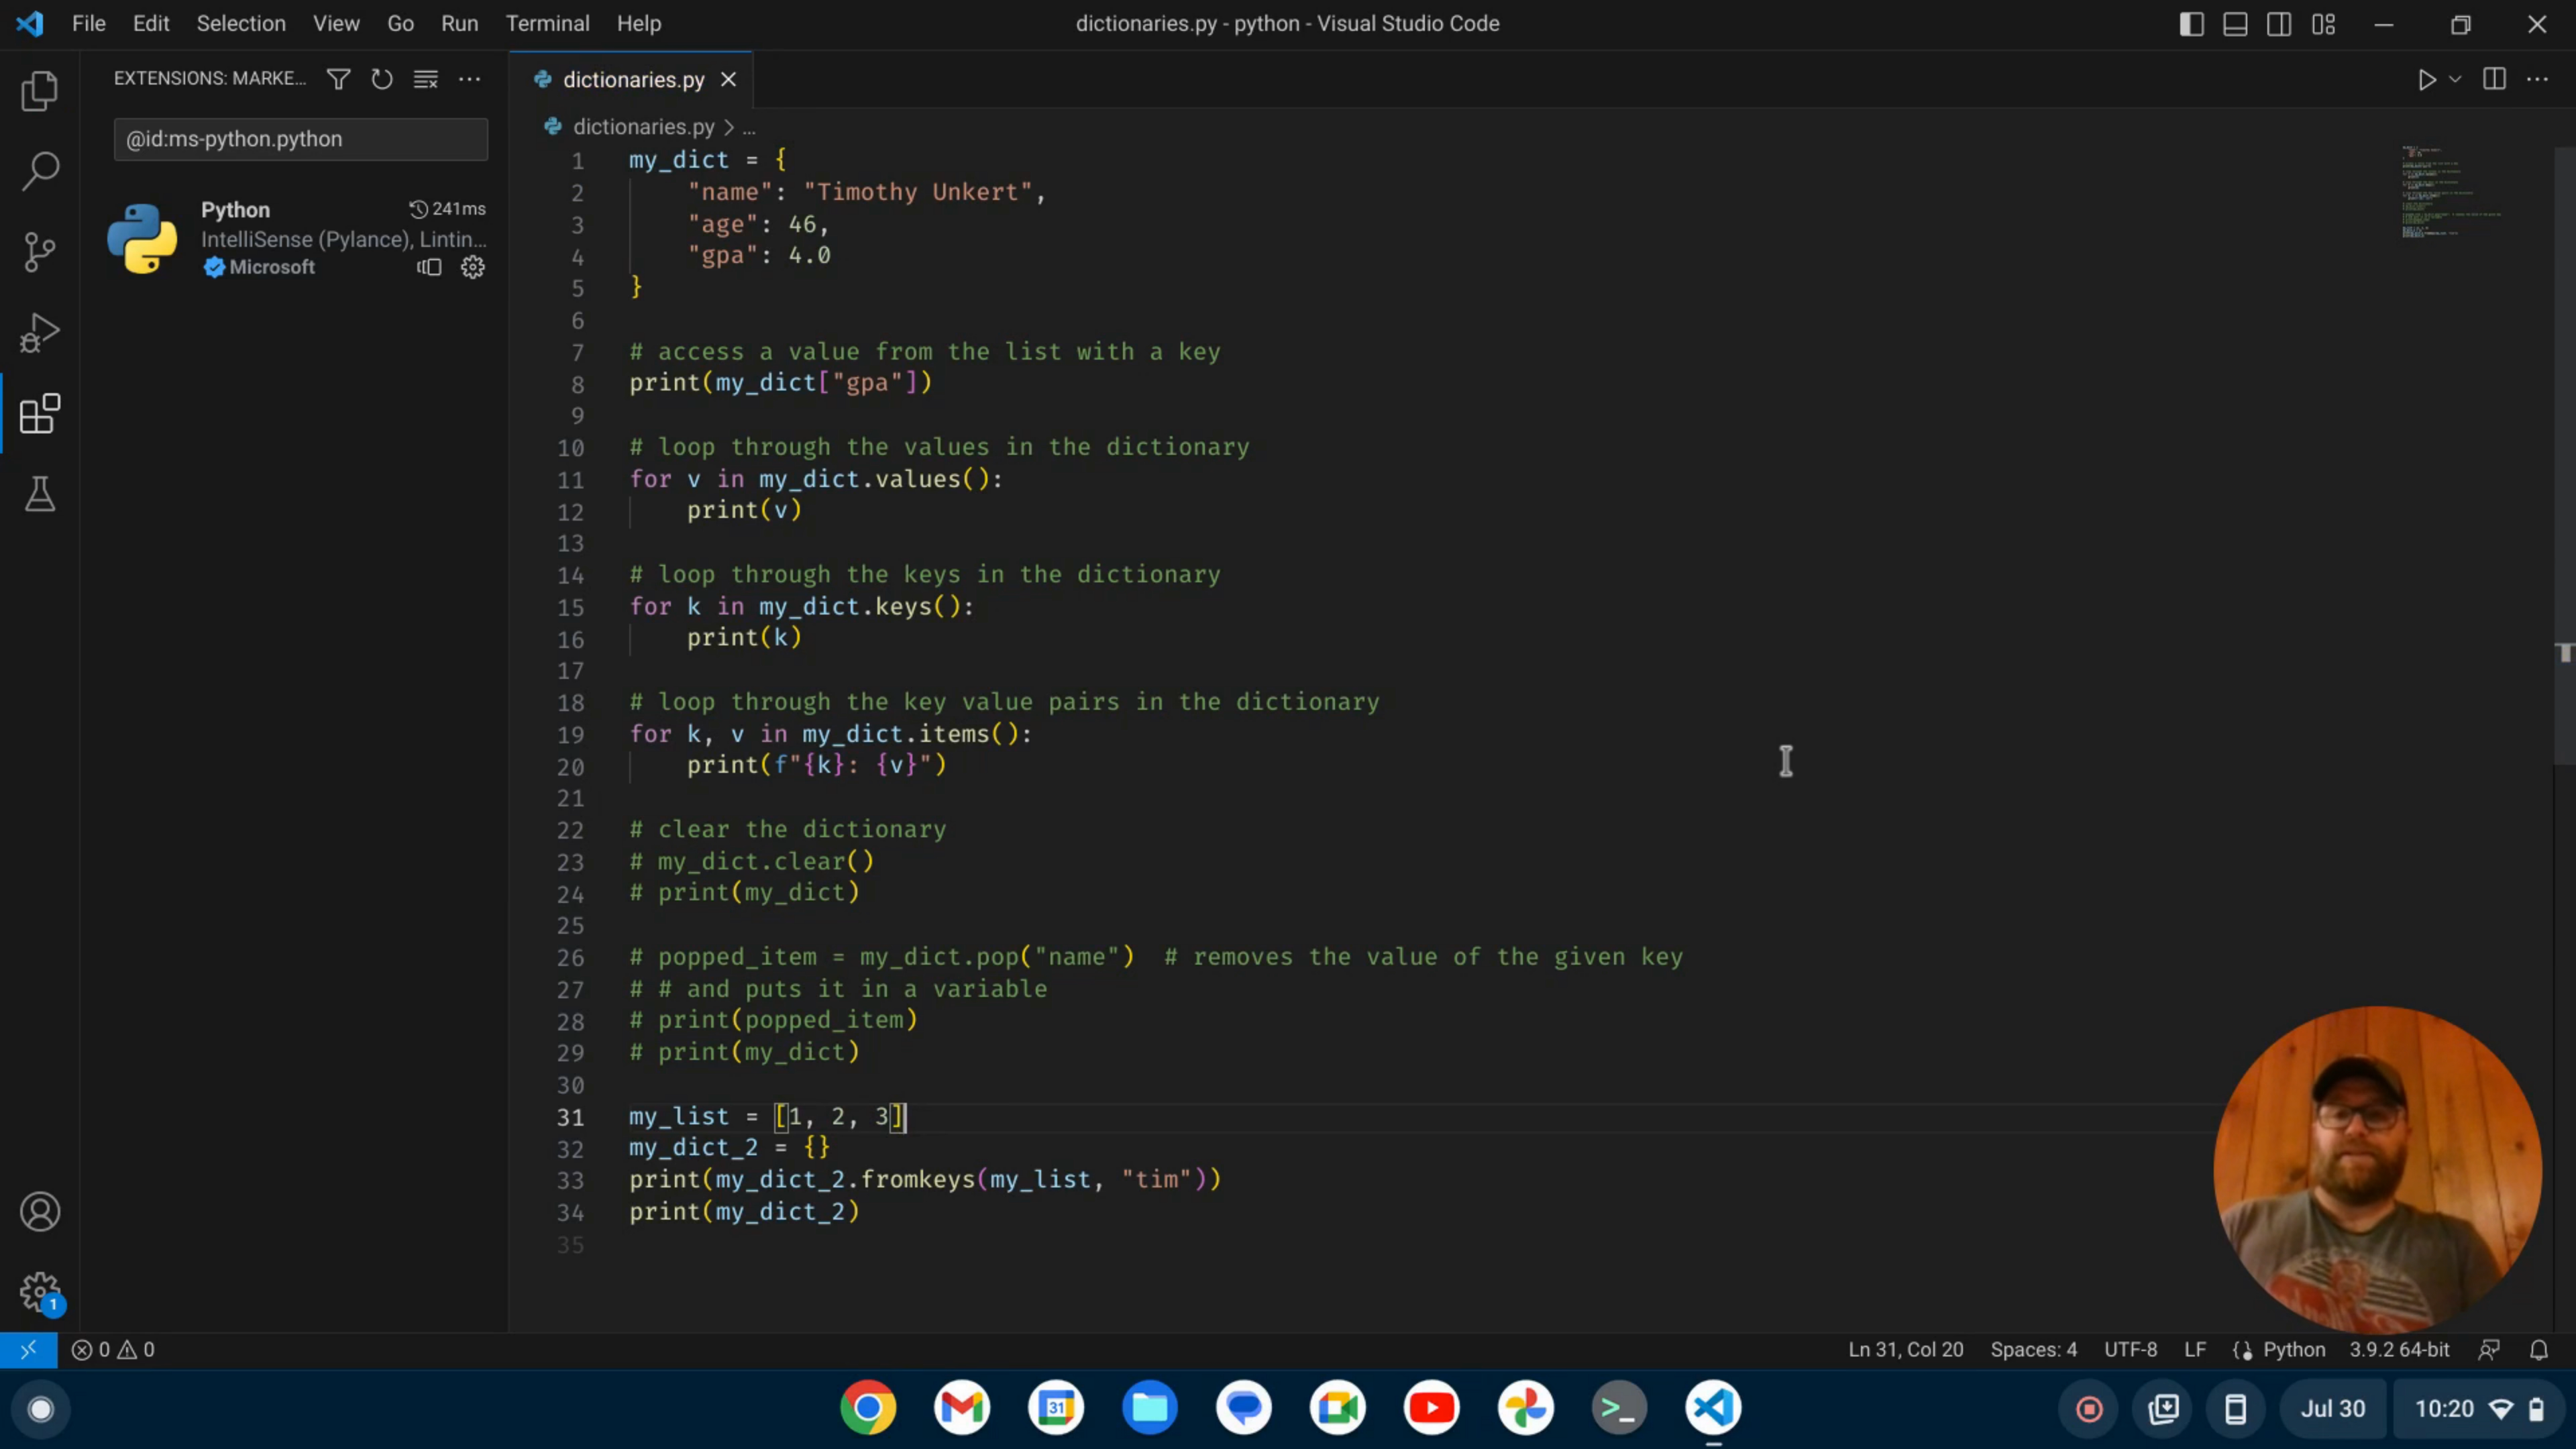 File Edit Selection View Go Run Terminal Help
dictionaries.py - python - Visual Studio Code
EXTENSIONS: MARKE...
@id:ms-python.python
Python 241ms
IntelliSense (Pylance), Lintin...
Microsoft
dictionaries.py
dictionaries.py > ...
1 my_dict = {
2 "name": "Timothy Unkert",
3 "age": 46,
4 "gpa": 4.0
5 }
6
7 # access a value from the list with a key
8 print(my_dict["gpa"])
9
10 # loop through the values in the dictionary
11 for v in my_dict.values():
12 print(v)
13
14 # loop through the keys in the dictionary
15 for k in my_dict.keys():
16 print(k)
17
18 # loop through the key value pairs in the dictionary
19 for k, v in my_dict.items():
20 print(f"{k}: {v}")
21
22 # clear the dictionary
23 # my_dict.clear()
24 # print(my_dict)
25
26 # popped_item = my_dict.pop("name")  # removes the value of the given key
27 # # and puts it in a variable
28 # print(popped_item)
29 # print(my_dict)
30
31 my_list = [1, 2, 3]
32 my_dict_2 = {}
33 print(my_dict_2.fromkeys(my_list, "tim"))
34 print(my_dict_2)
35
1
0 0
Ln 31, Col 20 Spaces: 4 UTF-8 LF Python 3.9.2 64-bit
31
Jul 30 10:20